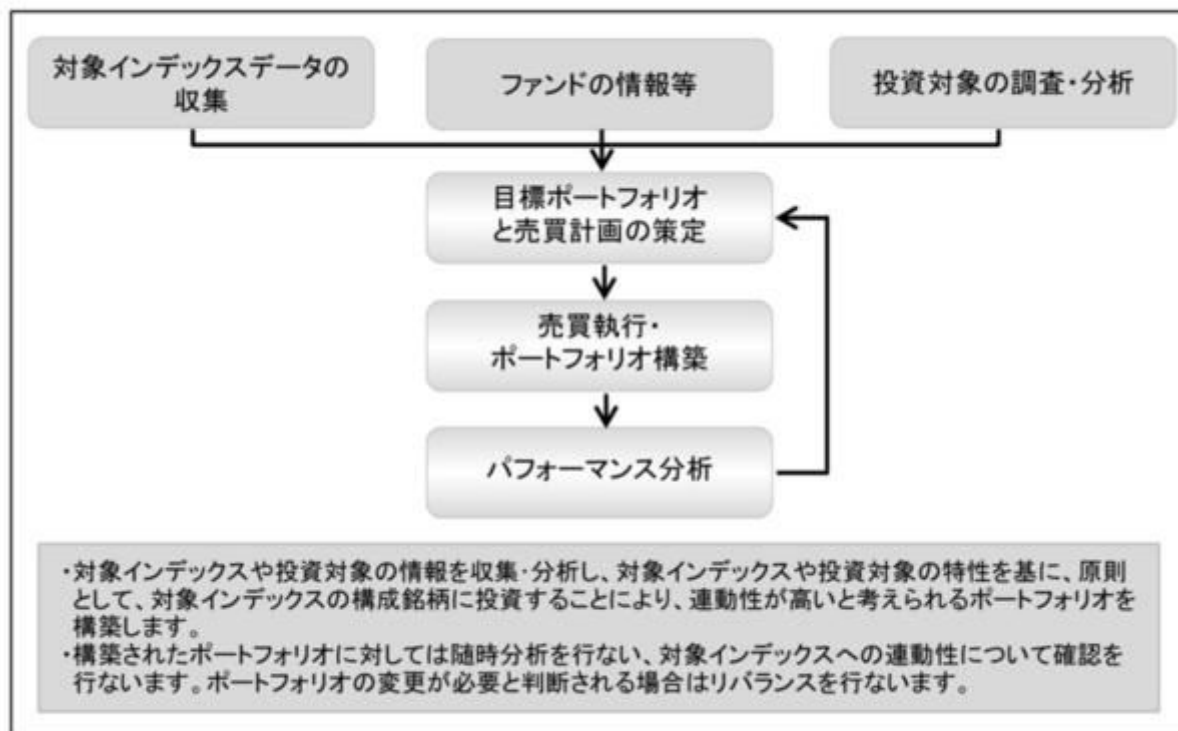 対象インデックスデータの
収集
ファンドの情報等
投資対象の調査・分析
目標ポートフォリオ
と売買計画の策定
売買執行・
ポートフォリオ構築
パフォーマンス分析
・対象インデックスや投資対象の情報を収集・分析し、対象インデックスや投資対象の特性を基に、原則
として、対象インデックスの構成銘柄に投資することにより、連動性が高いと考えられるポートフォリオを
構築します。
・構築されたポートフォリオに対しては随時分析を行ない、対象インデックスへの連動性について確認を
行ないます。ポートフォリオの変更が必要と判断される場合はリバランスを行ないます。